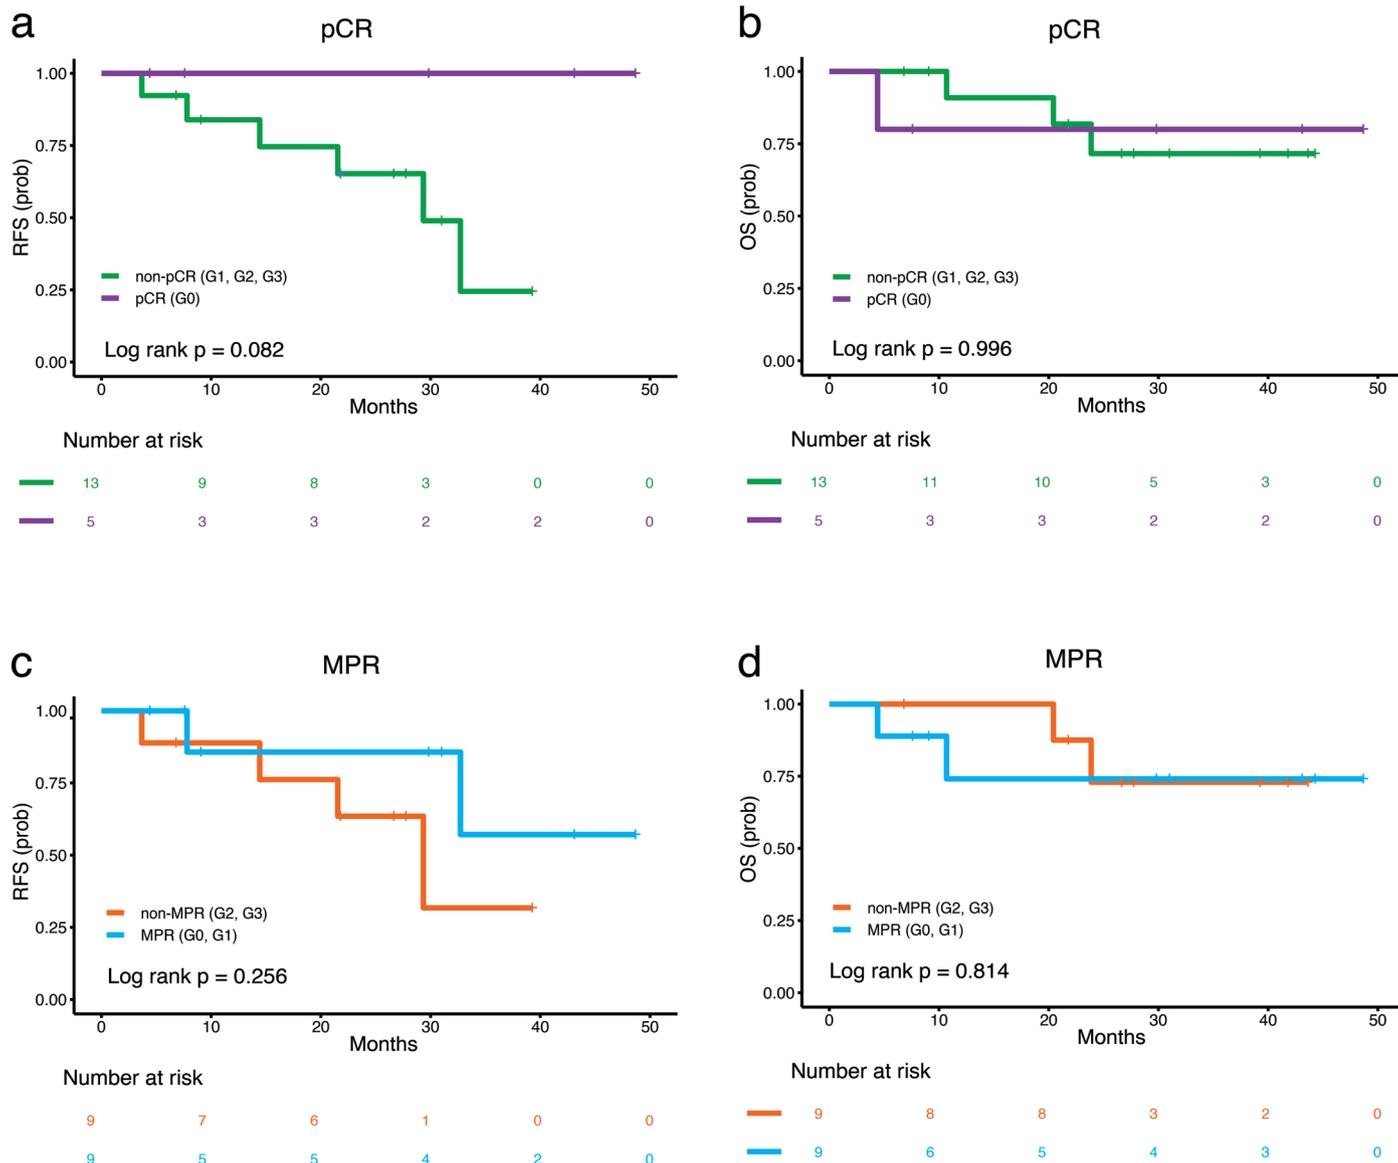 a
pCR
1.00
0.75
0.50
0.25
0.00
RFS (prob)
non-pCR (G1, G2, G3)
pCR (G0)
Log rank p = 0.082
0 10 20 30 40 50
Months
Number at risk
13 9 8 3 0 0
5 3 3 2 2 0
b
pCR
1.00
0.75
0.50
0.25
0.00
OS (prob)
non-pCR (G1, G2, G3)
pCR (G0)
Log rank p = 0.996
0 10 20 30 40 50
Months
Number at risk
13 11 10 5 3 0
5 3 3 2 2 0
c
MPR
1.00
0.75
0.50
0.25
0.00
RFS (prob)
non-MPR (G2, G3)
MPR (G0, G1)
Log rank p = 0.256
0 10 20 30 40 50
Months
Number at risk
9 7 6 1 0 0
9 5 5 4 2 0
d
MPR
1.00
0.75
0.50
0.25
0.00
OS (prob)
non-MPR (G2, G3)
MPR (G0, G1)
Log rank p = 0.814
0 10 20 30 40 50
Months
Number at risk
9 8 8 3 2 0
9 6 5 4 3 0